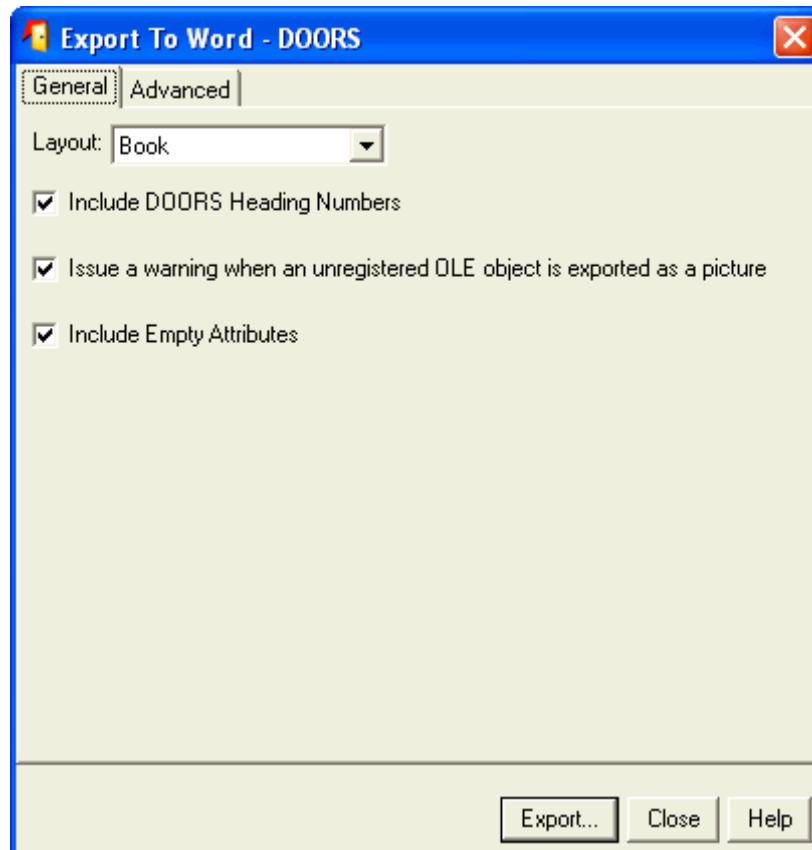 Export To Word - DOORS
General Advanced
Layout: Book
Include DOORS Heading Numbers
Issue a warning when an unregistered OLE object is exported as a picture
Include Empty Attributes
Export... Close Help